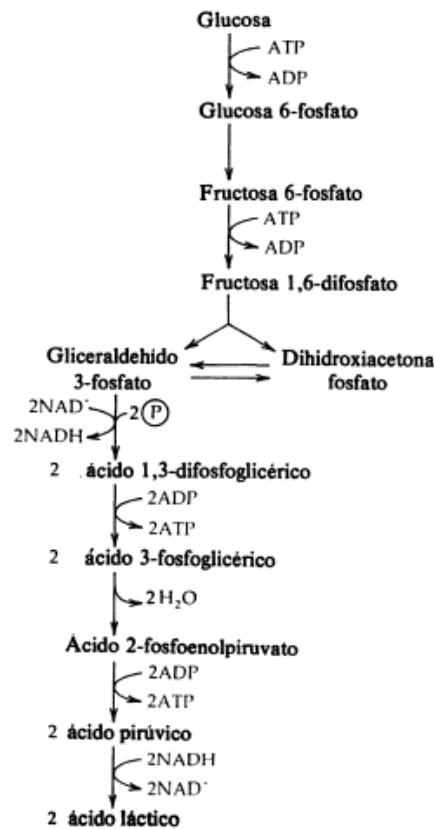 Glucosa
ATP
ADP
Glucosa 6-fosfato
Fructosa 6-fosfato
ATP
ADP
Fructosa 1,6-difosfato
Gliceraldehído
3-fosfato
Dihidroxiacetona
fosfato
2NAD⁻
2 P
2NADH
2 ácido 1,3-difosfoglicérico
2ADP
2ATP
2 ácido 3-fosfoglicérico
2H₂O
Ácido 2-fosfoenolpiruvato
2ADP
2ATP
2 ácido pirúvico
2NADH
2NAD⁻
2 ácido láctico